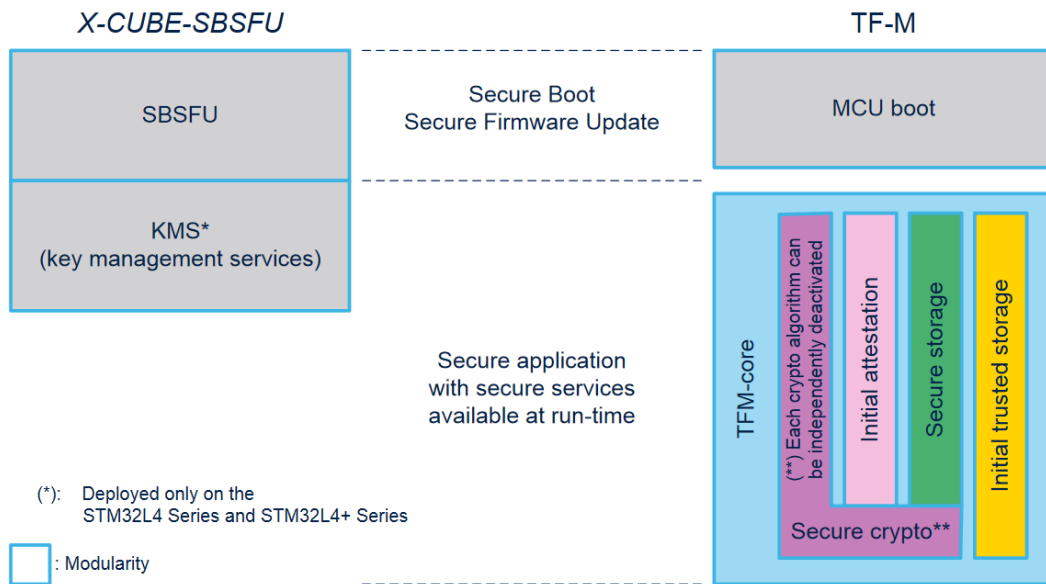 X-CUBE-SBSFU
TF-M
SBSFU
Secure Boot
Secure Firmware Update
MCU boot
KMS*
(key management services)
Secure application
with secure services
available at run-time
TFM-core
(**) Each crypto algorithm can
be independently deactivated
Initial attestation
Secure storage
Initial trusted storage
Secure crypto**
(*): Deployed only on the
STM32L4 Series and STM32L4+ Series
: Modularity